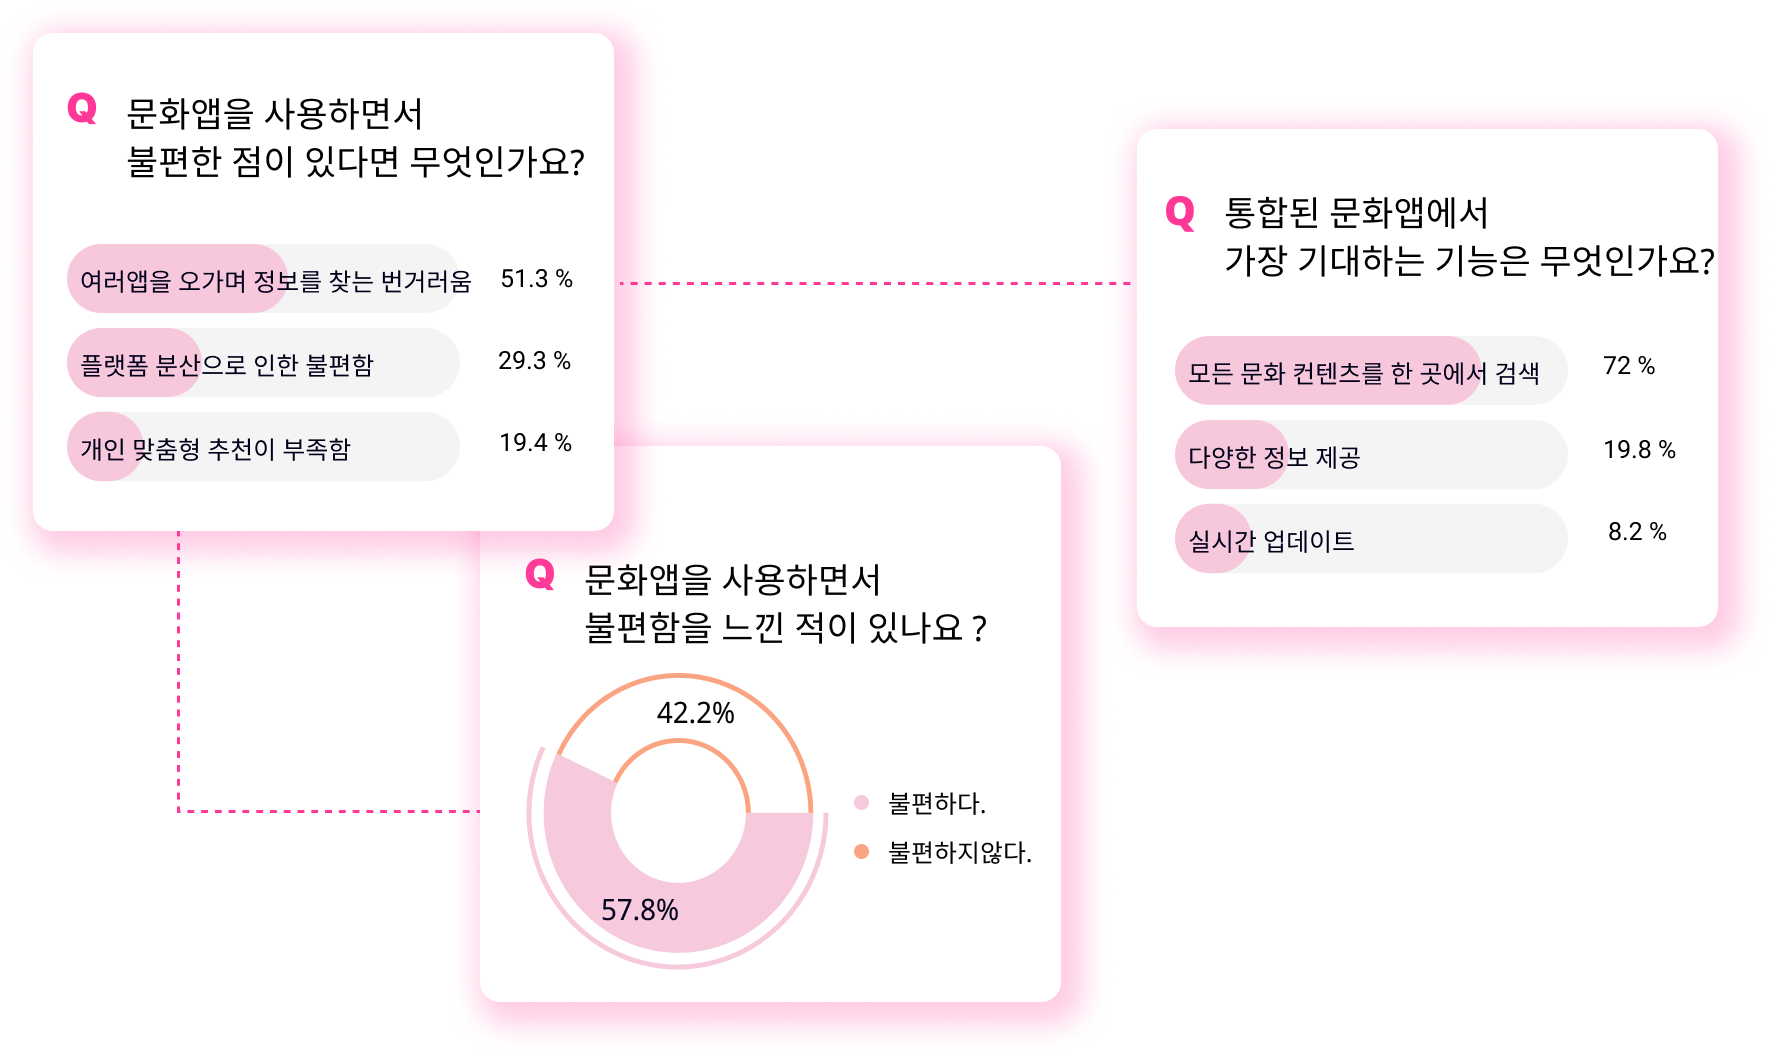 Q 문화앱을 사용하면서
불편한 점이 있다면 무엇인가요?
여러앱을 오가며 정보를 찾는 번거러움 51.3 %
플랫폼 분산으로 인한 불편함 29.3 %
개인 맞춤형 추천이 부족함 19.4 %
Q 문화앱을 사용하면서
불편함을 느낀 적이 있나요 ?
42.2%
57.8%
불편하다.
불편하지않다.
Q 통합된 문화앱에서
가장 기대하는 기능은 무엇인가요?
모든 문화 컨텐츠를 한 곳에서 검색 72 %
다양한 정보 제공 19.8 %
실시간 업데이트 8.2 %